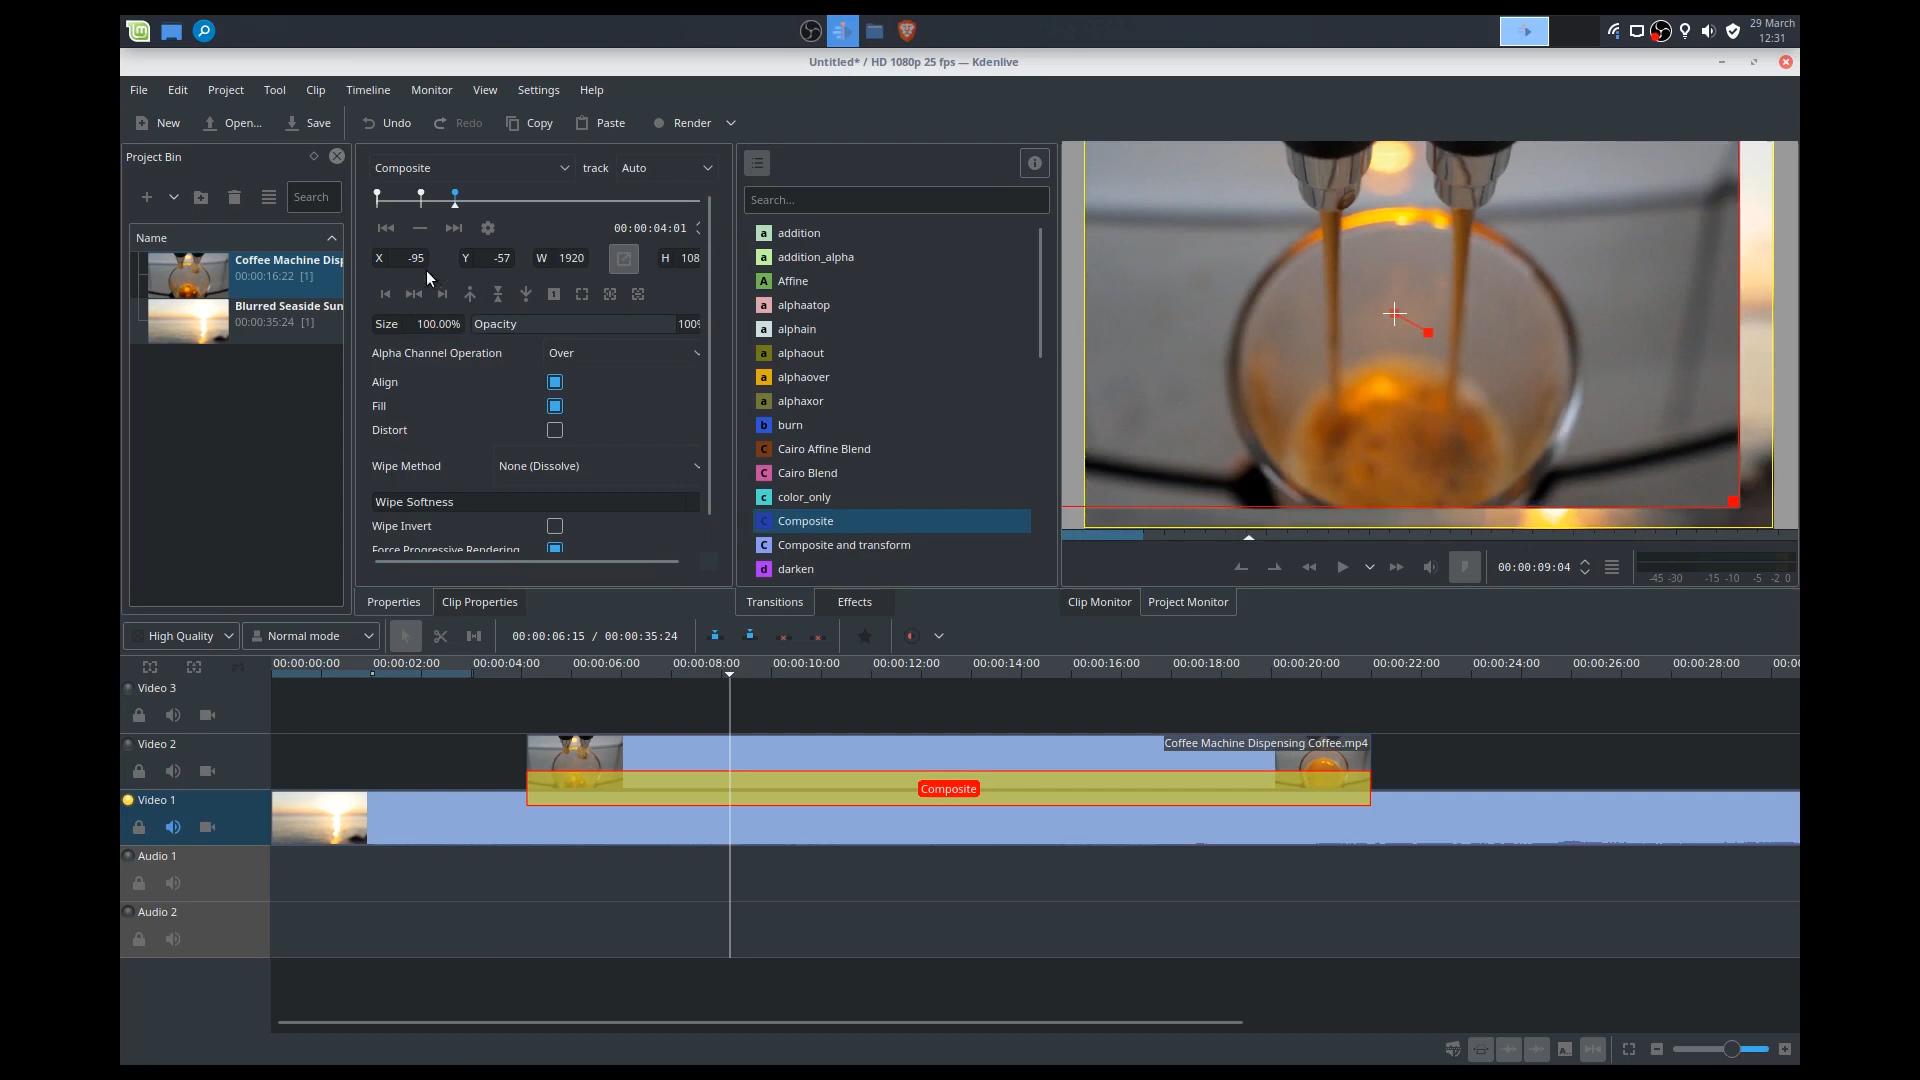 29 March
12:31
Untitled* / HD 1080p 25 fps — Kdenlive
File Edit Project Tool Clip Timeline Monitor View Settings Help
New Open... Save Undo Redo Copy Paste Render
Project Bin
Search
Name
Coffee Machine Disp
00:00:16:22 [1]
Blurred Seaside Sun
00:00:35:24 [1]
Composite track Auto
00:00:04:01
X -95 Y -57 W 1920 H 108
Size 100.00% Opacity 100%
Alpha Channel Operation Over
Align
Fill
Distort
Wipe Method None (Dissolve)
Wipe Softness
Wipe Invert
Force Progressive Rendering
Properties Clip Properties
Search...
a addition
a addition_alpha
A Affine
a alphaatop
a alphain
a alphaout
a alphaover
a alphaxor
b burn
C Cairo Affine Blend
C Cairo Blend
c color_only
C Composite
C Composite and transform
d darken
Transitions Effects
00:00:09:04
-45 -30 -15 -10 -5 -2 0
Clip Monitor Project Monitor
High Quality Normal mode 00:00:06:15 / 00:00:35:24
00:00:00:00 00:00:02:00 00:00:04:00 00:00:06:00 00:00:08:00 00:00:10:00 00:00:12:00 00:00:14:00 00:00:16:00 00:00:18:00 00:00:20:00 00:00:22:00 00:00:24:00 00:00:26:00 00:00:28:00 00:0
Video 3
Video 2
Coffee Machine Dispensing Coffee.mp4
Composite
Video 1
Audio 1
Audio 2